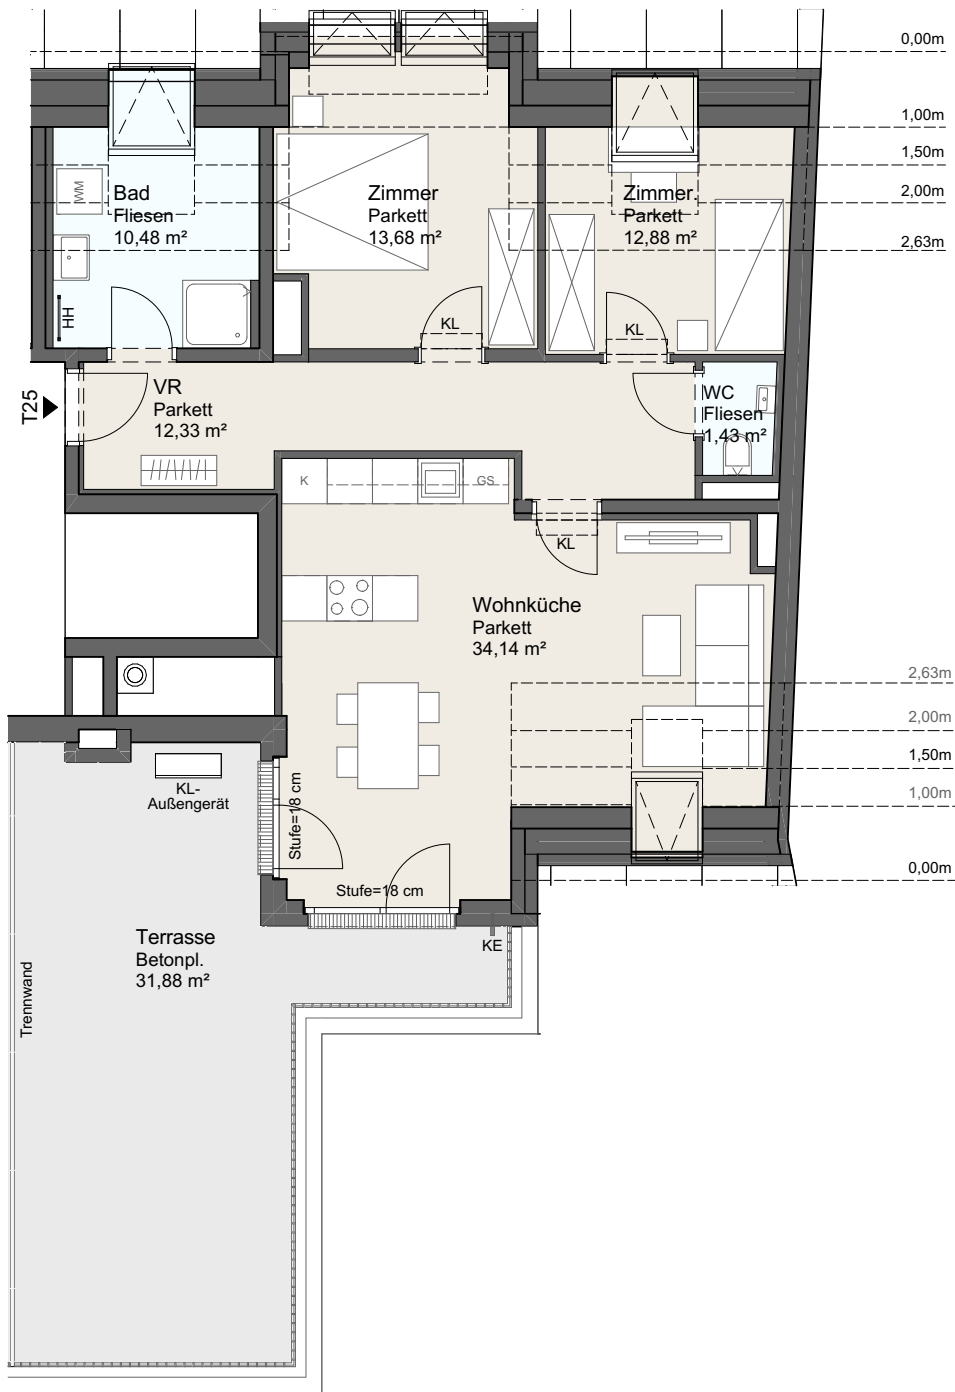 0,00m
1,00m
1,50m
2,00m
2,63m
WM
Bad
Fliesen
10,48 m²
Zimmer
Parkett
13,68 m²
Zimmer.
Parkett
12,88 m²
HH
KL
KL
T25
VR
Parkett
12,33 m²
WC
Fliesen
1,43 m²
K
GS
KL
Wohnküche
Parkett
34,14 m²
2,63m
2,00m
1,50m
1,00m
0,00m
KL-
Außengerät
Stufe=18 cm
Stufe=18 cm
KE
Terrasse
Betonpl.
31,88 m²
Trennwand